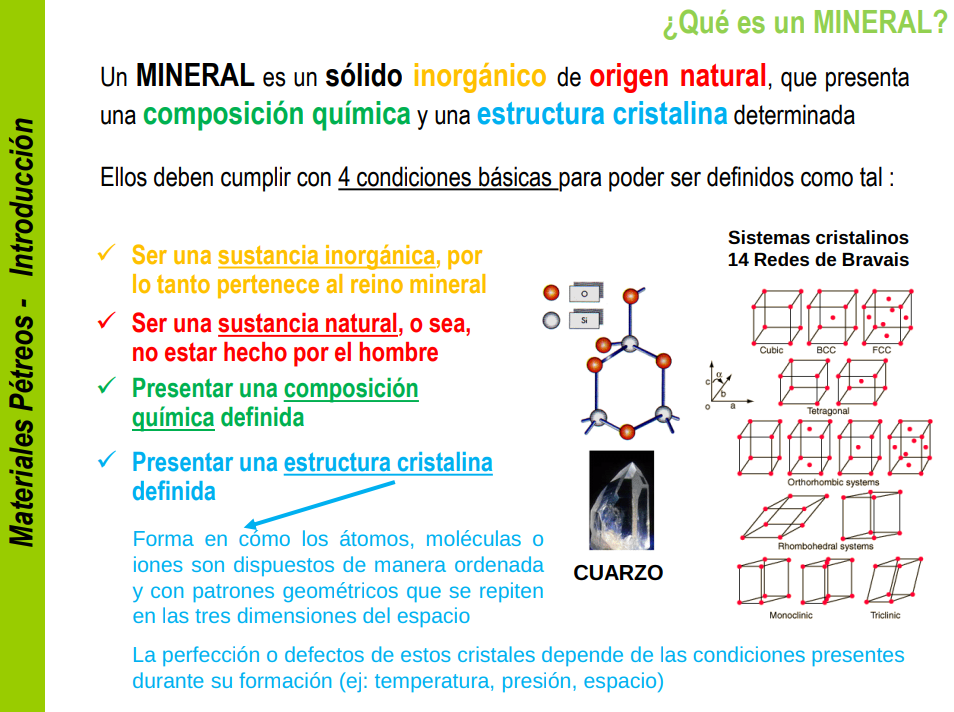 ¿Qué es un MINERAL?
Materiales Pétreos - Introducción
Un MINERAL es un sólido inorgánico de origen natural, que presenta
una composición química y una estructura cristalina determinada
Ellos deben cumplir con 4 condiciones básicas para poder ser definidos como tal :
✓ Ser una sustancia inorgánica, por
lo tanto pertenece al reino mineral
✓ Ser una sustancia natural, o sea,
no estar hecho por el hombre
✓ Presentar una composición
química definida
✓ Presentar una estructura cristalina
definida
Forma en cómo los átomos, moléculas o
iones son dispuestos de manera ordenada
y con patrones geométricos que se repiten
en las tres dimensiones del espacio
La perfección o defectos de estos cristales depende de las condiciones presentes
durante su formación (ej: temperatura, presión, espacio)
O
Si
CUARZO
Sistemas cristalinos
14 Redes de Bravais
Cubic BCC FCC
c α b o a
Tetragonal
Orthorhombic systems
Rhombohedral systems
Monoclinic Triclinic